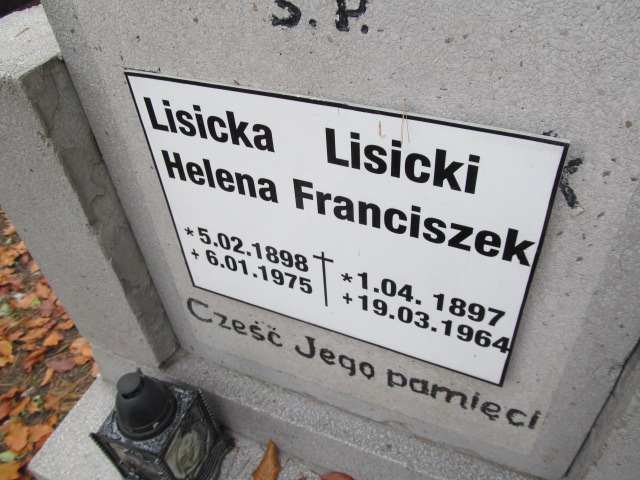 Ś.P.
Lisicka Lisicki
Helena Franciszek
*5.02.1898 *1.04. 1897
+ 6.01.1975 +19.03.1964
Cześć Jego pamięci